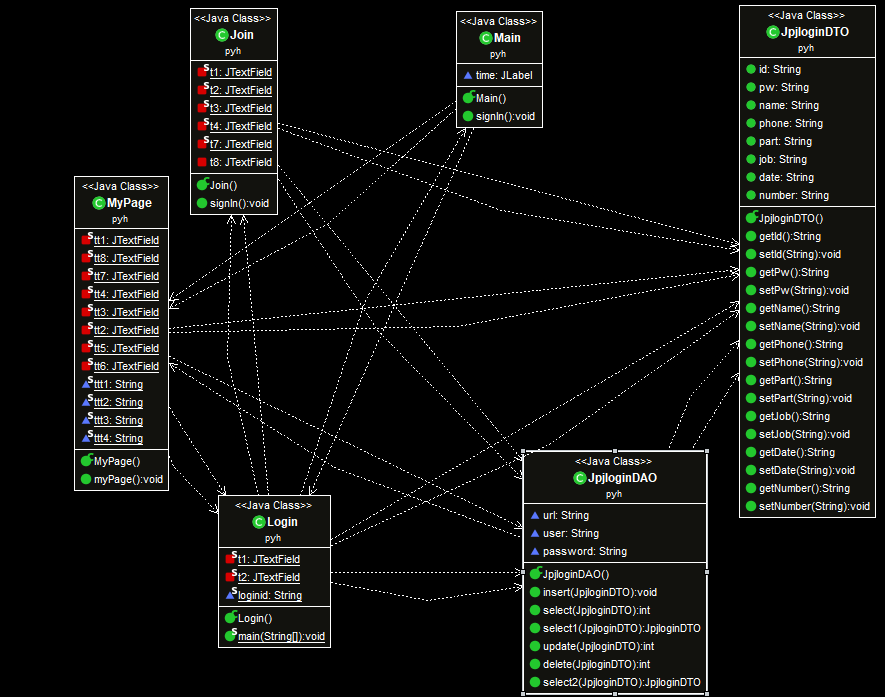 <<Java Class>>
Join
pyh
t1: JTextField
t2: JTextField
t3: JTextField
t4: JTextField
t7: JTextField
t8: JTextField
Join()
signIn():void
<<Java Class>>
Main
pyh
time: JLabel
Main()
signIn():void
<<Java Class>>
JpjloginDTO
pyh
id: String
pw: String
name: String
phone: String
part: String
job: String
date: String
number: String
JpjloginDTO()
getId():String
setId(String):void
getPw():String
setPw(String):void
getName():String
setName(String):void
getPhone():String
setPhone(String):void
getPart():String
setPart(String):void
getJob():String
setJob(String):void
getDate():String
setDate(String):void
getNumber():String
setNumber(String):void
<<Java Class>>
MyPage
pyh
tt1: JTextField
tt8: JTextField
tt7: JTextField
tt4: JTextField
tt3: JTextField
tt2: JTextField
tt5: JTextField
tt6: JTextField
ttt1: String
ttt2: String
ttt3: String
ttt4: String
MyPage()
myPage():void
<<Java Class>>
Login
pyh
t1: JTextField
t2: JTextField
loginid: String
Login()
main(String[]):void
<<Java Class>>
JpjloginDAO
pyh
url: String
user: String
password: String
JpjloginDAO()
insert(JpjloginDTO):void
select(JpjloginDTO):int
select1(JpjloginDTO):JpjloginDTO
update(JpjloginDTO):int
delete(JpjloginDTO):int
select2(JpjloginDTO):JpjloginDTO